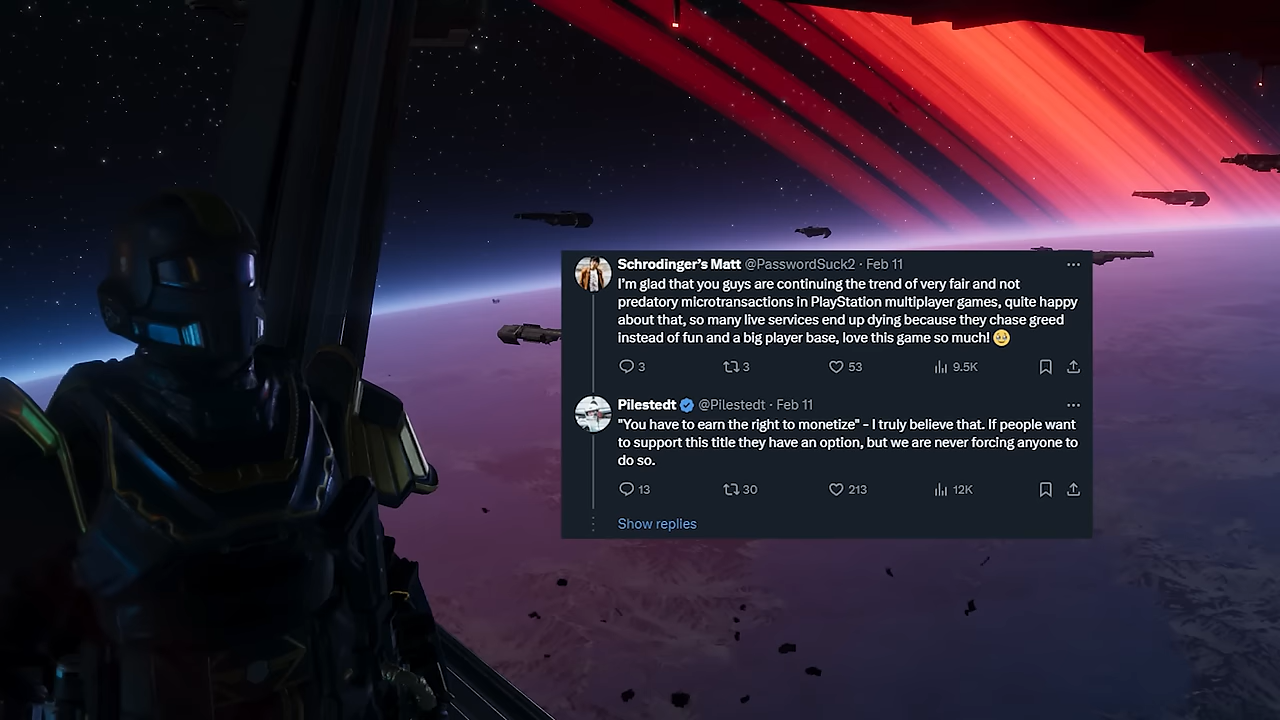 Schrodinger's Matt @PasswordSuck2 · Feb 11
I'm glad that you guys are continuing the trend of very fair and not
predatory microtransactions in PlayStation multiplayer games, quite happy
about that, so many live services end up dying because they chase greed
instead of fun and a big player base, love this game so much! 🥹
3 3 53 9.5K
Pilestedt @Pilestedt · Feb 11
"You have to earn the right to monetize" - I truly believe that. If people want
to support this title they have an option, but we are never forcing anyone to
do so.
13 30 213 12K
Show replies